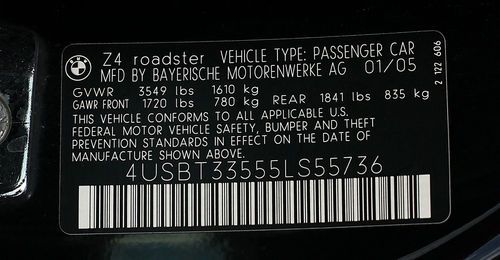 BMW
Z4 roadster VEHICLE TYPE: PASSENGER CAR
MFD BY BAYERISCHE MOTORENWERKE AG 01/05
GVWR 3549 lbs 1610 kg
GAWR FRONT 1720 lbs 780 kg REAR 1841 lbs 835 kg
THIS VEHICLE CONFORMS TO ALL APPLICABLE U.S.
FEDERAL MOTOR VEHICLE SAFETY, BUMPER AND THEFT
PREVENTION STANDARDS IN EFFECT ON THE DATE OF
MANUFACTURE SHOWN ABOVE.
4USBT33555LS55736
2 122 606